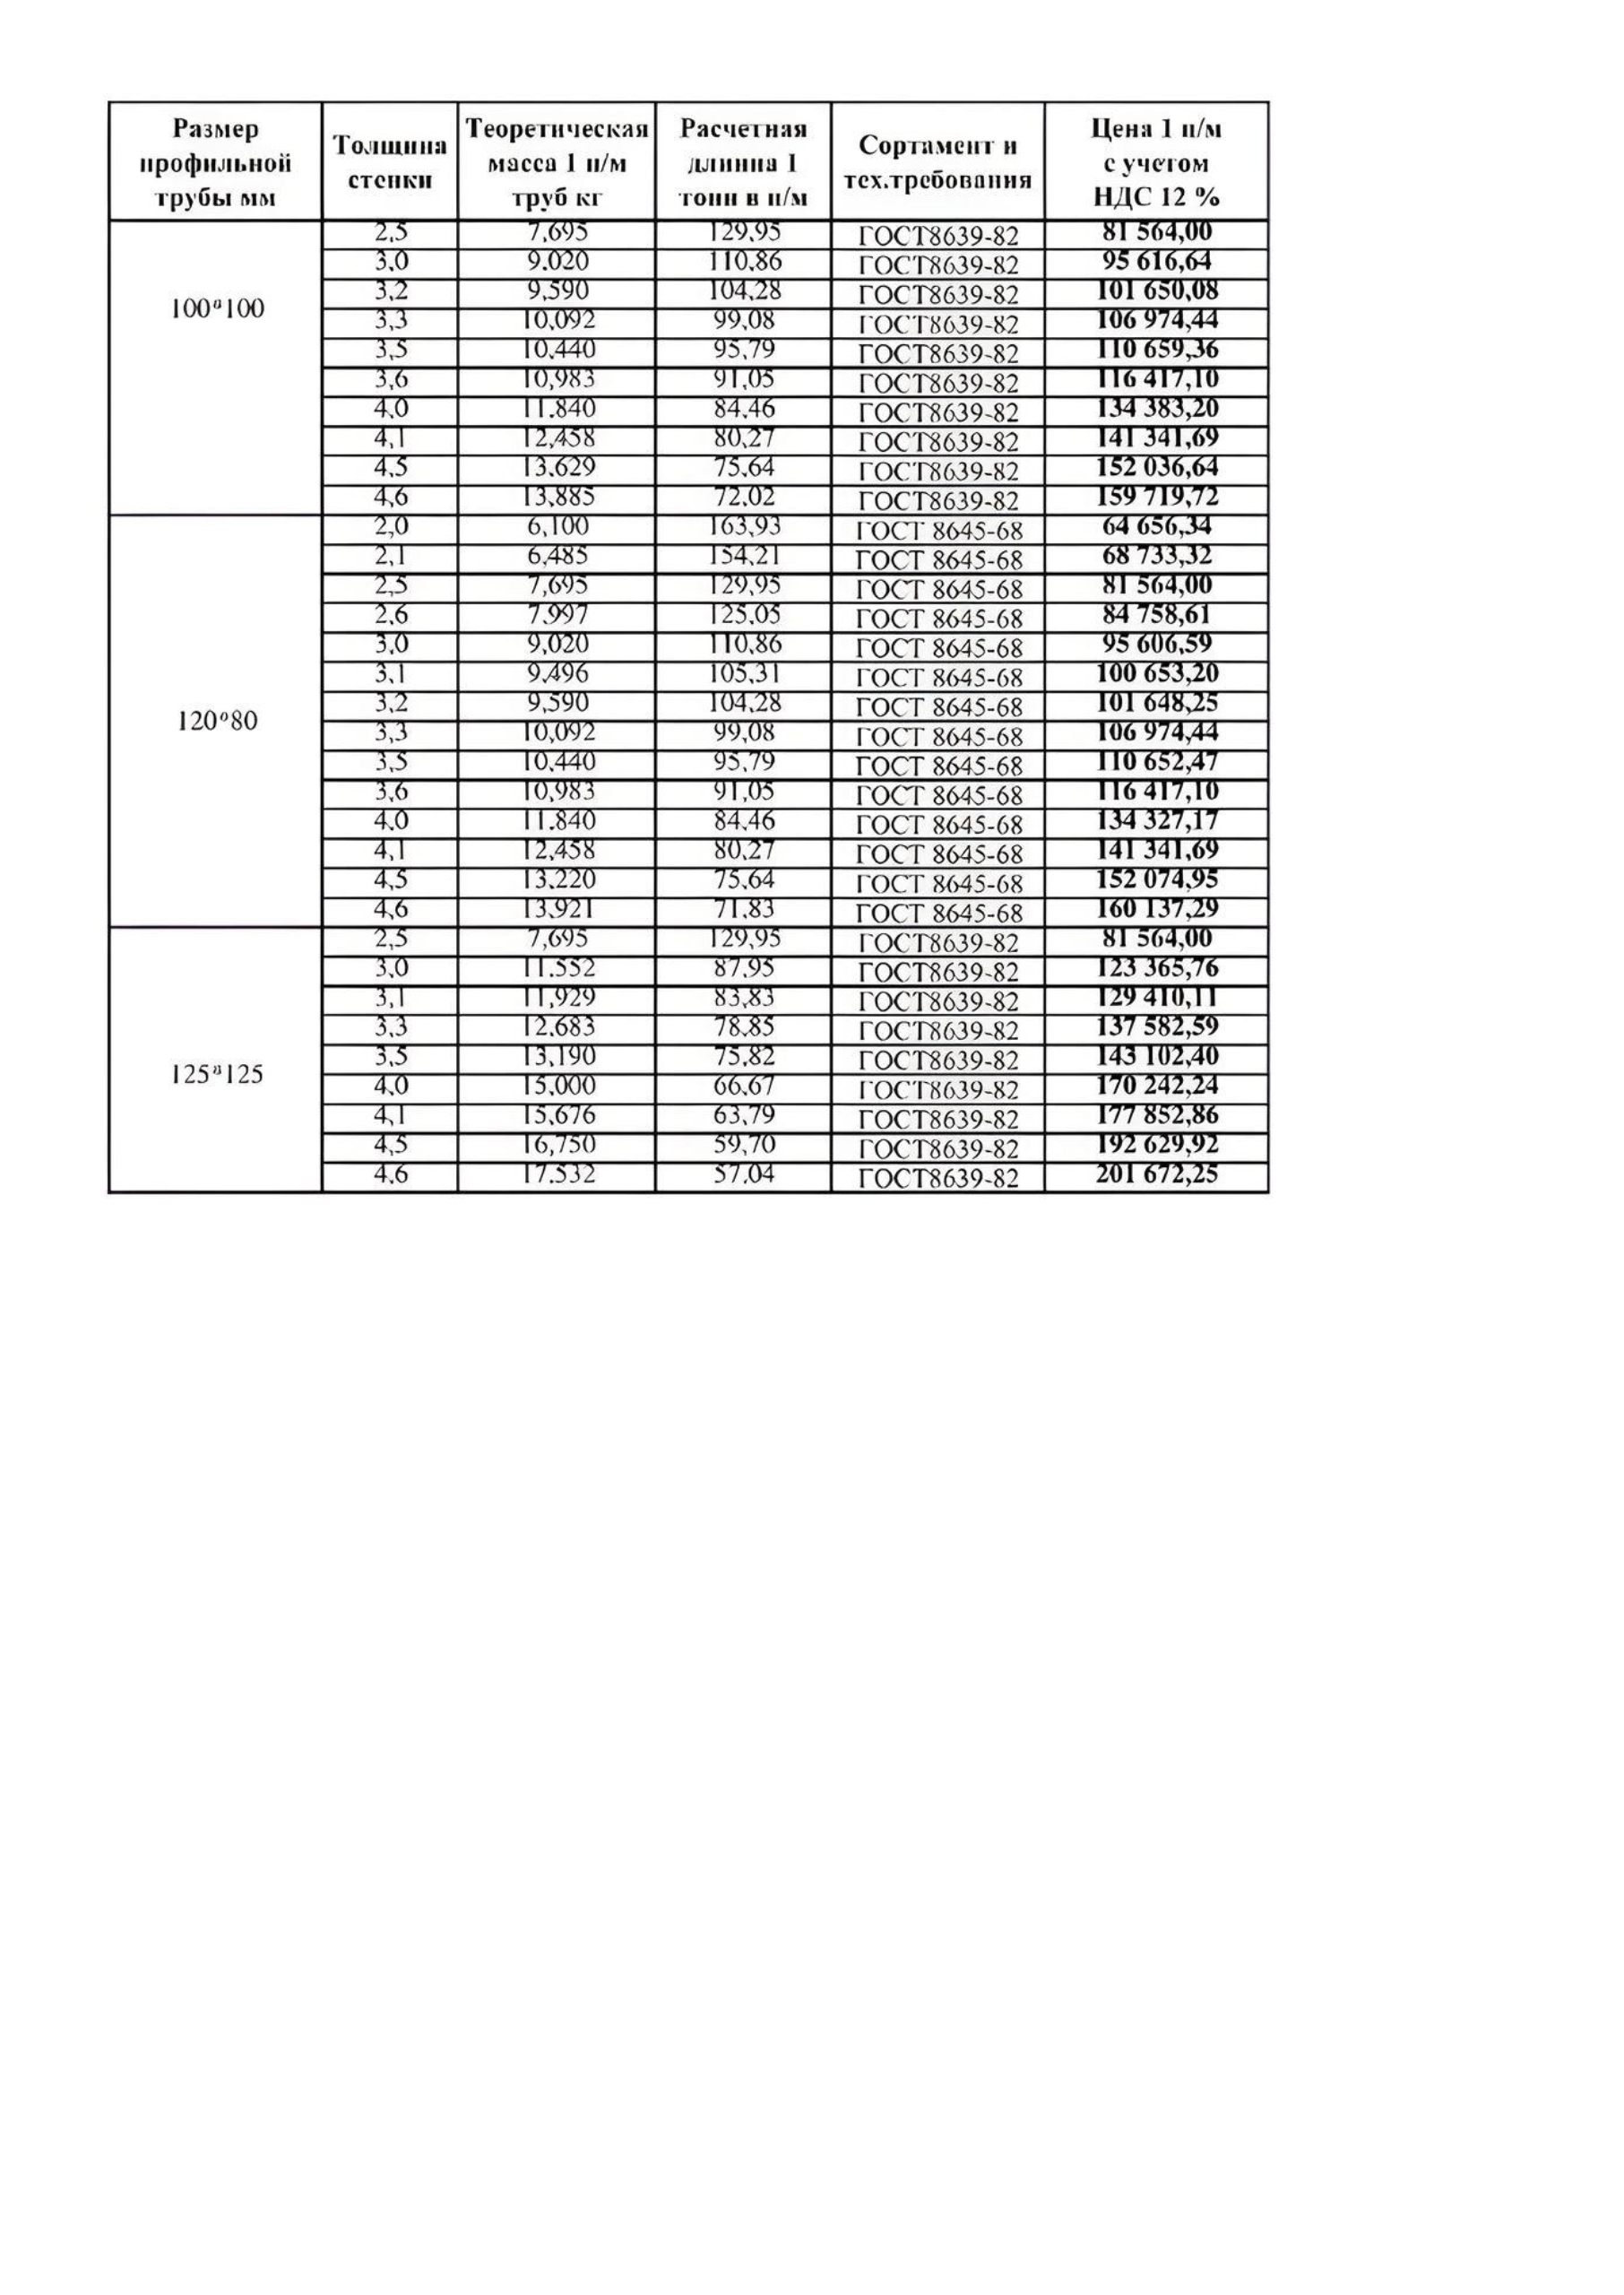 Размер профильной трубы мм | Толщина стенки | Теоретическая масса 1 п/м труб кг | Расчетная длинна 1 тонн в п/м | Сортамент и тех.требования | Цена 1 п/м с учетом НДС 12 %
100*100 | 2,5 | 7,695 | 129,95 | ГОСТ8639-82 | 81 564,00
3,0 | 9,020 | 110,86 | ГОСТ8639-82 | 95 616,64
3,2 | 9,590 | 104,28 | ГОСТ8639-82 | 101 650,08
3,3 | 10,092 | 99,08 | ГОСТ8639-82 | 106 974,44
3,5 | 10,440 | 95,79 | ГОСТ8639-82 | 110 659,36
3,6 | 10,983 | 91,05 | ГОСТ8639-82 | 116 417,10
4,0 | 11,840 | 84,46 | ГОСТ8639-82 | 134 383,20
4,1 | 12,458 | 80,27 | ГОСТ8639-82 | 141 341,69
4,5 | 13,629 | 75,64 | ГОСТ8639-82 | 152 036,64
4,6 | 13,885 | 72,02 | ГОСТ8639-82 | 159 719,72
120*80 | 2,0 | 6,100 | 163,93 | ГОСТ 8645-68 | 64 656,34
2,1 | 6,485 | 154,21 | ГОСТ 8645-68 | 68 733,32
2,5 | 7,695 | 129,95 | ГОСТ 8645-68 | 81 564,00
2,6 | 7,997 | 125,05 | ГОСТ 8645-68 | 84 758,61
3,0 | 9,020 | 110,86 | ГОСТ 8645-68 | 95 606,59
3,1 | 9,496 | 105,31 | ГОСТ 8645-68 | 100 653,20
3,2 | 9,590 | 104,28 | ГОСТ 8645-68 | 101 648,25
3,3 | 10,092 | 99,08 | ГОСТ 8645-68 | 106 974,44
3,5 | 10,440 | 95,79 | ГОСТ 8645-68 | 110 652,47
3,6 | 10,983 | 91,05 | ГОСТ 8645-68 | 116 417,10
4,0 | 11,840 | 84,46 | ГОСТ 8645-68 | 134 327,17
4,1 | 12,458 | 80,27 | ГОСТ 8645-68 | 141 341,69
4,5 | 13,220 | 75,64 | ГОСТ 8645-68 | 152 074,95
4,6 | 13,921 | 71,83 | ГОСТ 8645-68 | 160 137,29
125*125 | 2,5 | 7,695 | 129,95 | ГОСТ8639-82 | 81 564,00
3,0 | 11,552 | 87,95 | ГОСТ8639-82 | 123 365,76
3,1 | 11,929 | 83,83 | ГОСТ8639-82 | 129 410,11
3,3 | 12,683 | 78,85 | ГОСТ8639-82 | 137 582,59
3,5 | 13,190 | 75,82 | ГОСТ8639-82 | 143 102,40
4,0 | 15,000 | 66,67 | ГОСТ8639-82 | 170 242,24
4,1 | 15,676 | 63,79 | ГОСТ8639-82 | 177 852,86
4,5 | 16,750 | 59,70 | ГОСТ8639-82 | 192 629,92
4,6 | 17,532 | 57,04 | ГОСТ8639-82 | 201 672,25